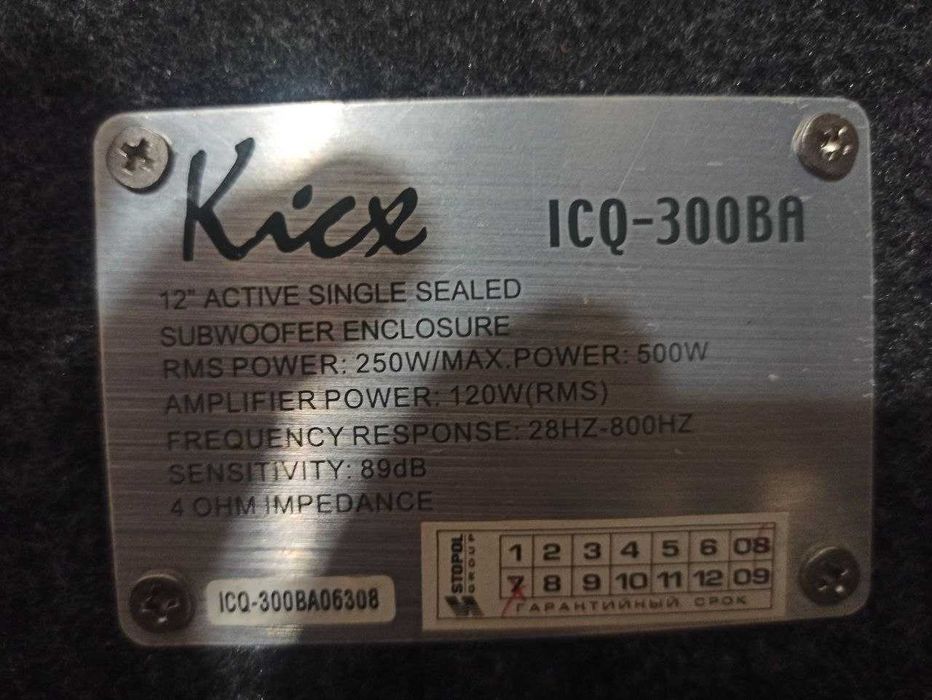 Kicx
ICQ-300BA
12" ACTIVE SINGLE SEALED
SUBWOOFER ENCLOSURE
RMS POWER: 250W/MAX.POWER: 500W
AMPLIFIER POWER: 120W(RMS)
FREQUENCY RESPONSE: 28HZ-800HZ
SENSITIVITY: 89dB
4 OHM IMPEDANCE
ICQ-300BA06308
STOPOL
GROUP
1 2 3 4 5 6 08
7 8 9 10 11 12 09
ГАРАНТИЙНЫЙ СРОК